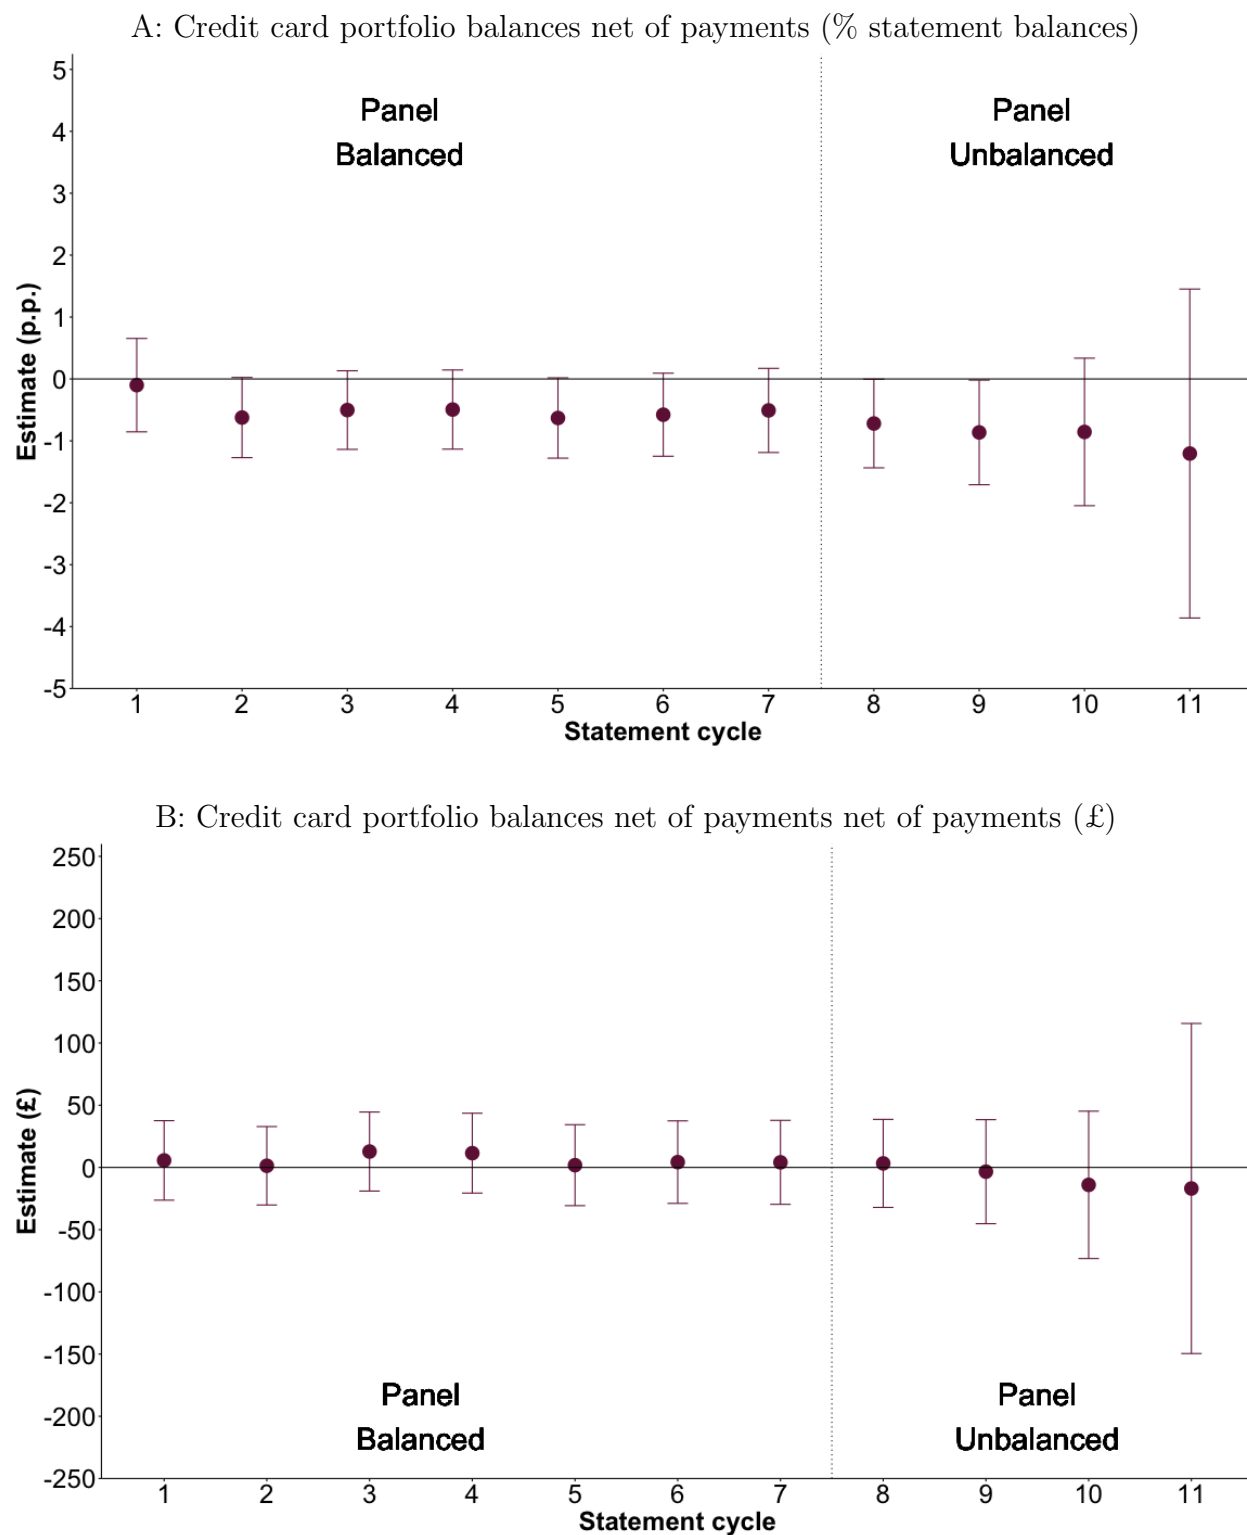 A: Credit card portfolio balances net of payments (% statement balances)
5
4
3
2
1
0
-1
-2
-3
-4
-5
Estimate (p.p.)
Panel
Balanced
Panel
Unbalanced
1 2 3 4 5 6 7 8 9 10 11
Statement cycle
B: Credit card portfolio balances net of payments net of payments (£)
250
200
150
100
50
0
-50
-100
-150
-200
-250
Estimate (£)
Panel
Balanced
Panel
Unbalanced
1 2 3 4 5 6 7 8 9 10 11
Statement cycle